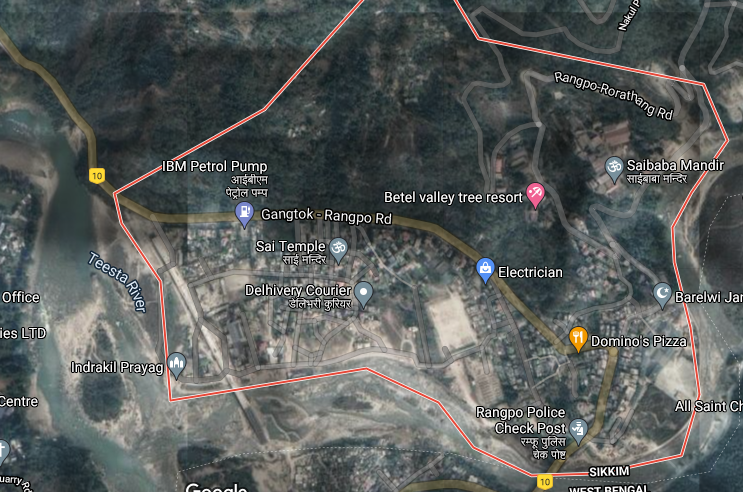 Nakul
10
Rangpo-Rorathang Rd
IBM Petrol Pump
आईबीएम
पेट्रोल पम्प
Saibaba Mandir
साईबाबा मन्दिर
Betel valley tree resort
Gangtok - Rangpo Rd
Sai Temple
साई मन्दिर
Teesta River
Electrician
Delhivery Courier
डेलिभरी कुरियर
Office
Barelwi Jam
ies LTD
Domino's Pizza
Indrakil Prayag
Centre
All Saint Ch
Rangpo Police
Check Post
रम्फू पुलिस
चेक पोष्ट
SIKKIM
10
WEST BENGAL
Google